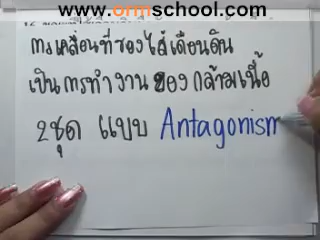 www.ornschool.com
การเคลื่อนที่ของไส้เดือนดิน
เป็นการทำงานของกล้ามเนื้อ
2ชุด แบบ Antagonism